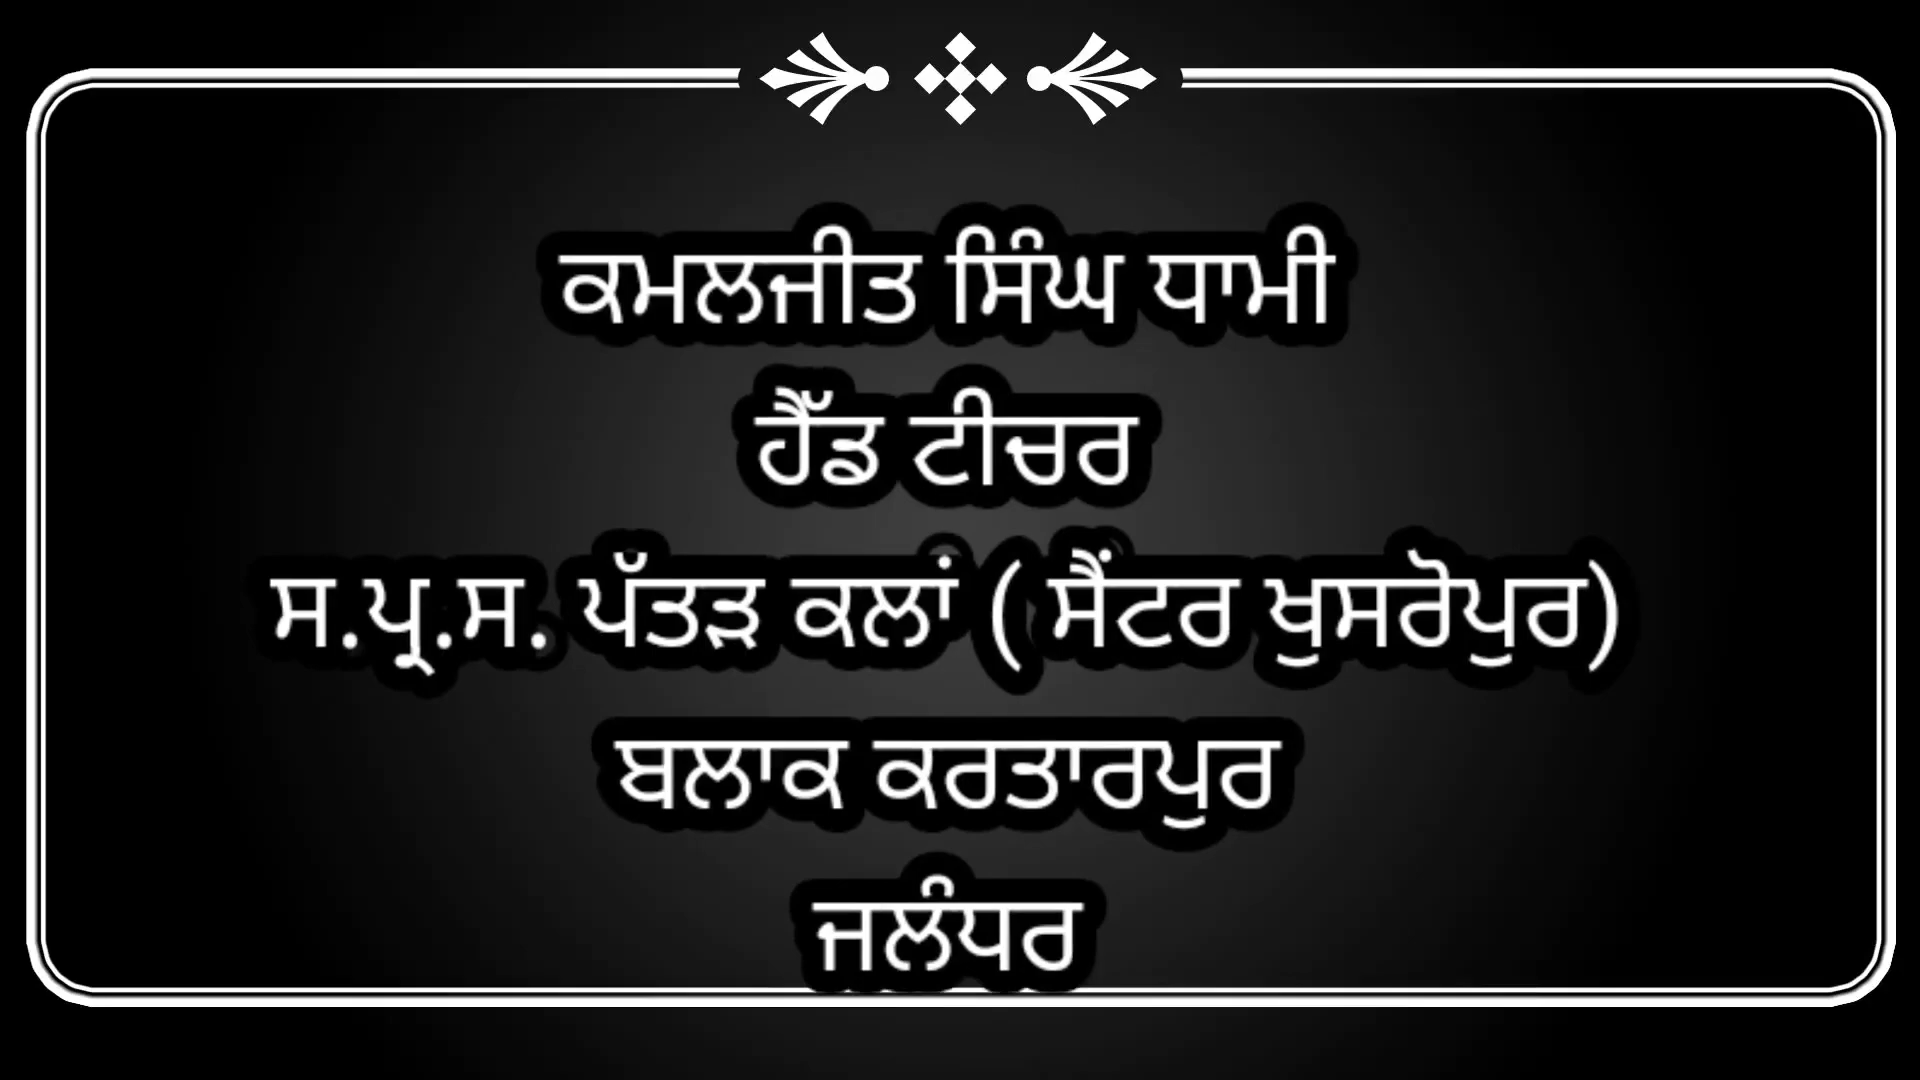 ਕਮਲਜੀਤ ਸਿੰਘ ਧਾਮੀ
ਹੈੱਡ ਟੀਚਰ
ਸ.ਪ੍ਰ.ਸ. ਪੱਤੜ ਕਲਾਂ ( ਸੈਂਟਰ ਖੁਸਰੋਪੁਰ)
ਬਲਾਕ ਕਰਤਾਰਪੁਰ
ਜਲੰਧਰ